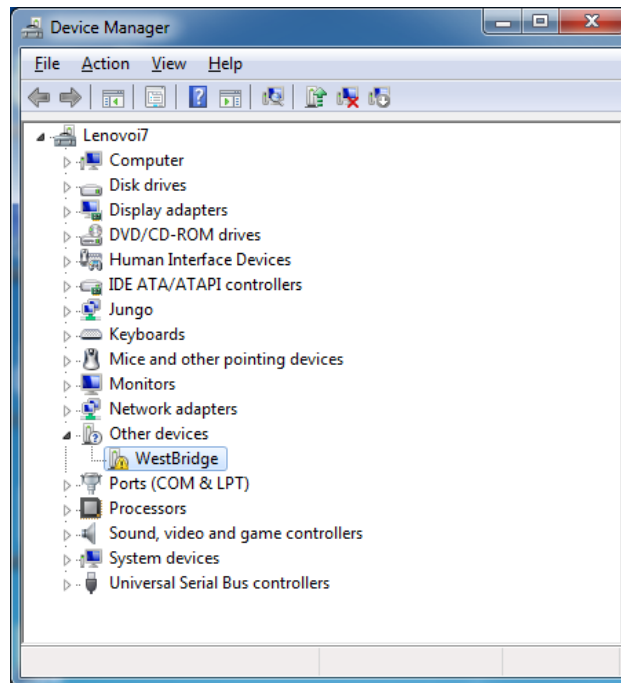 Device Manager
File Action View Help
Lenovoi7
Computer
Disk drives
Display adapters
DVD/CD-ROM drives
Human Interface Devices
IDE ATA/ATAPI controllers
Jungo
Keyboards
Mice and other pointing devices
Monitors
Network adapters
Other devices
WestBridge
Ports (COM & LPT)
Processors
Sound, video and game controllers
System devices
Universal Serial Bus controllers